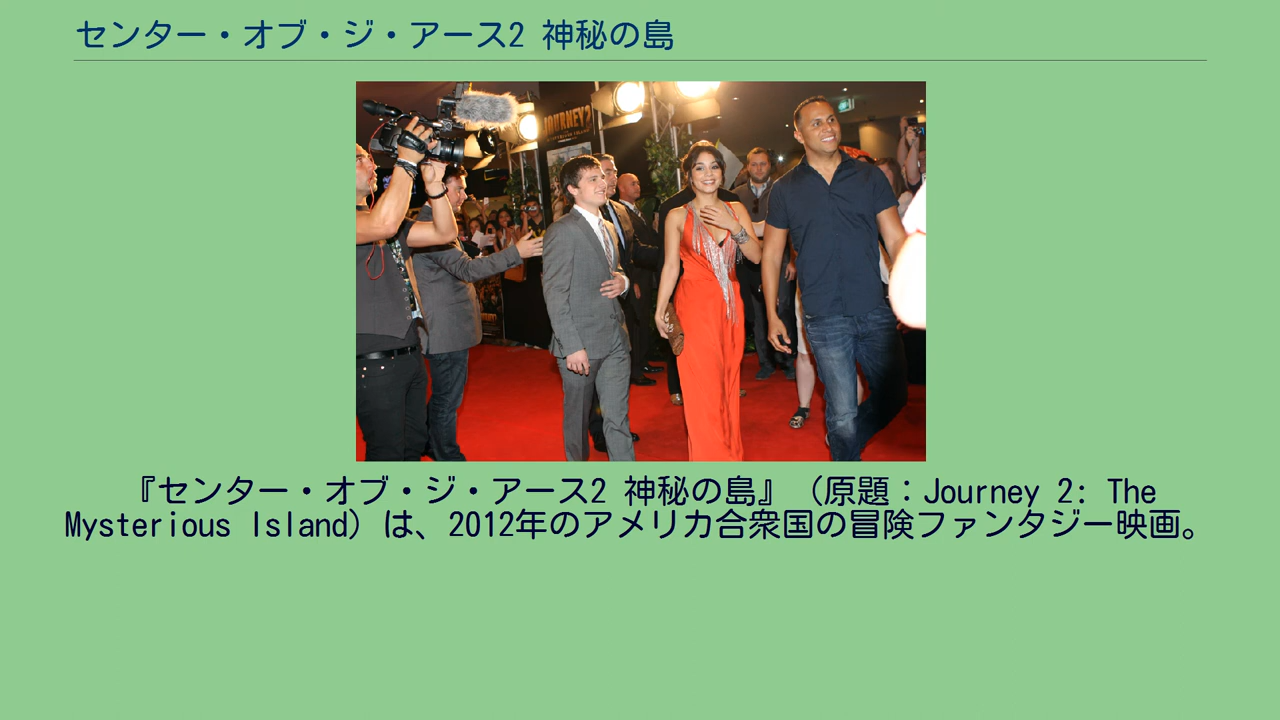 センター・オブ・ジ・アース2 神秘の島
JOURNEY2
『センター・オブ・ジ・アース2 神秘の島』（原題：Journey 2: The
Mysterious Island）は、2012年のアメリカ合衆国の冒険ファンタジー映画。